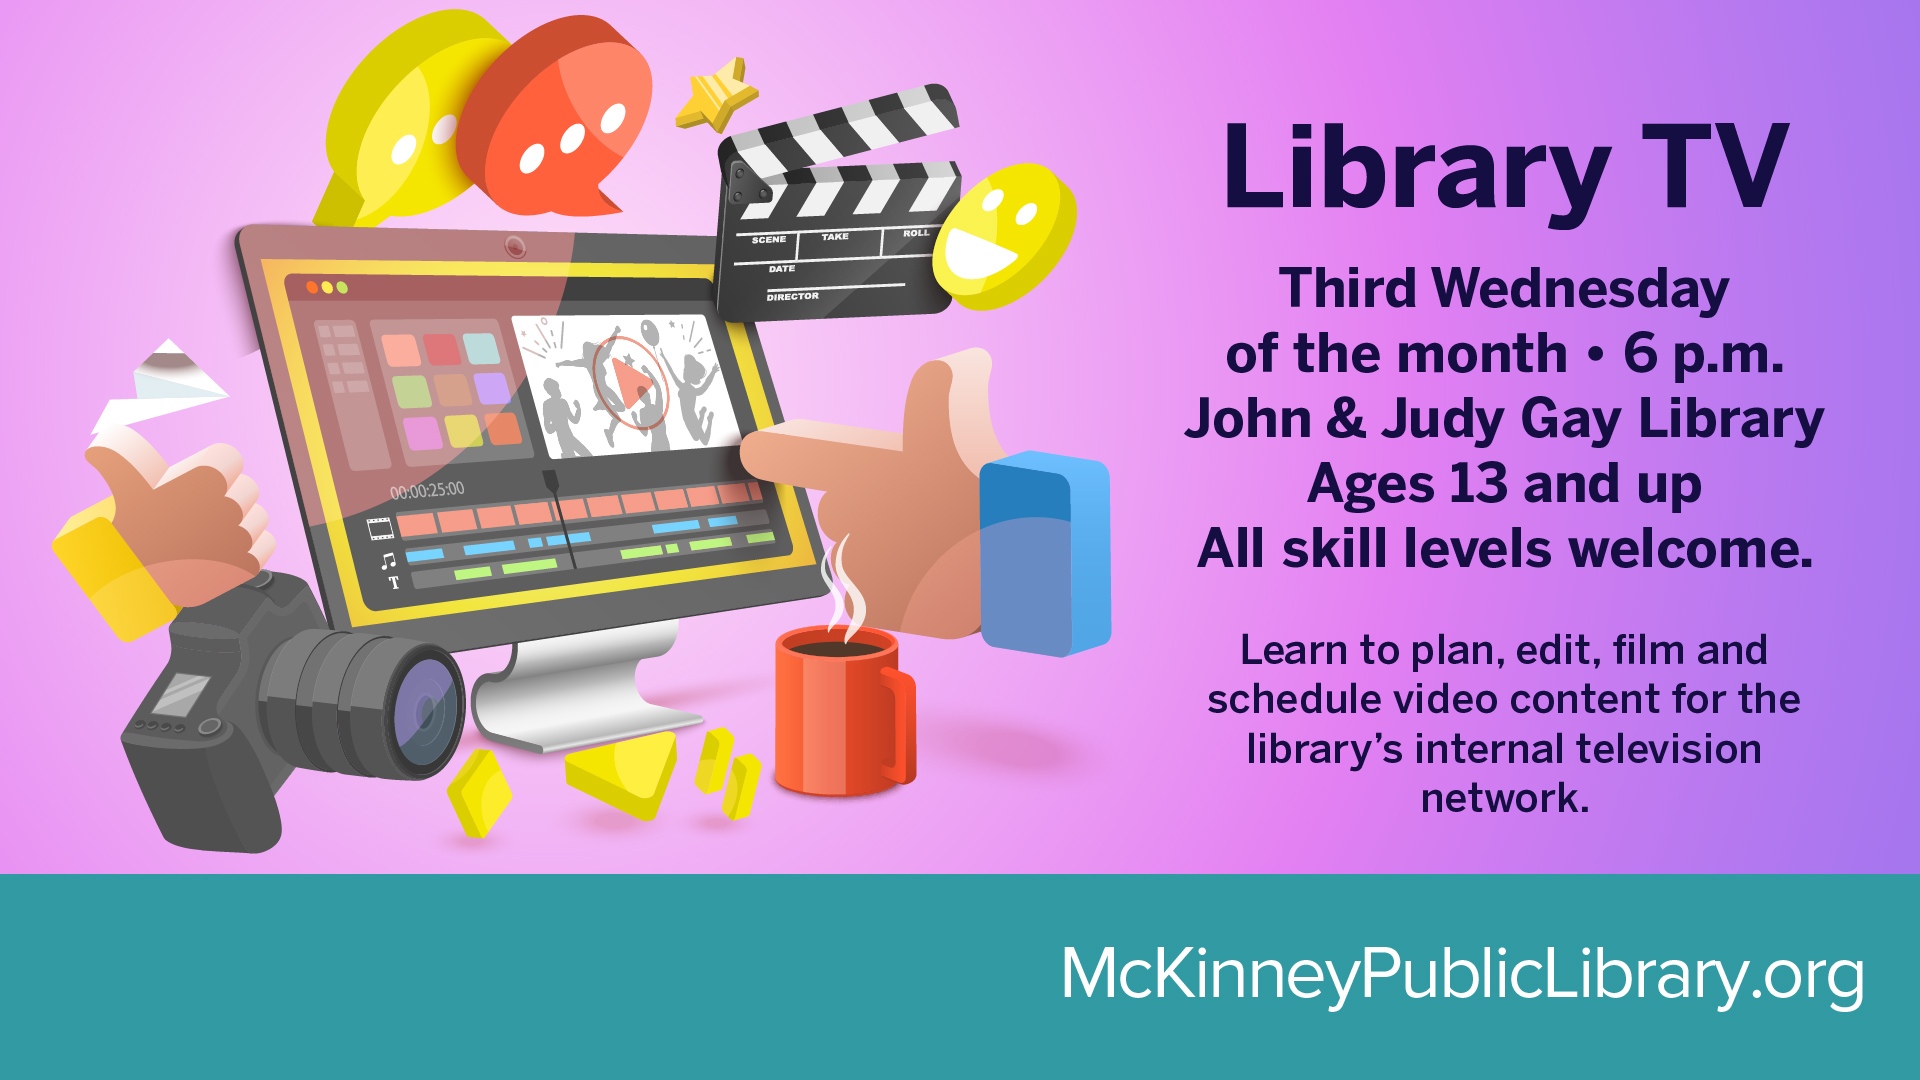 Library TV
Third Wednesday
of the month • 6 p.m.
John & Judy Gay Library
Ages 13 and up
All skill levels welcome.
Learn to plan, edit, film and
schedule video content for the
library’s internal television
network.
SCENE TAKE ROLL
DATE
DIRECTOR
00:00:25:00
T
McKinneyPublicLibrary.org